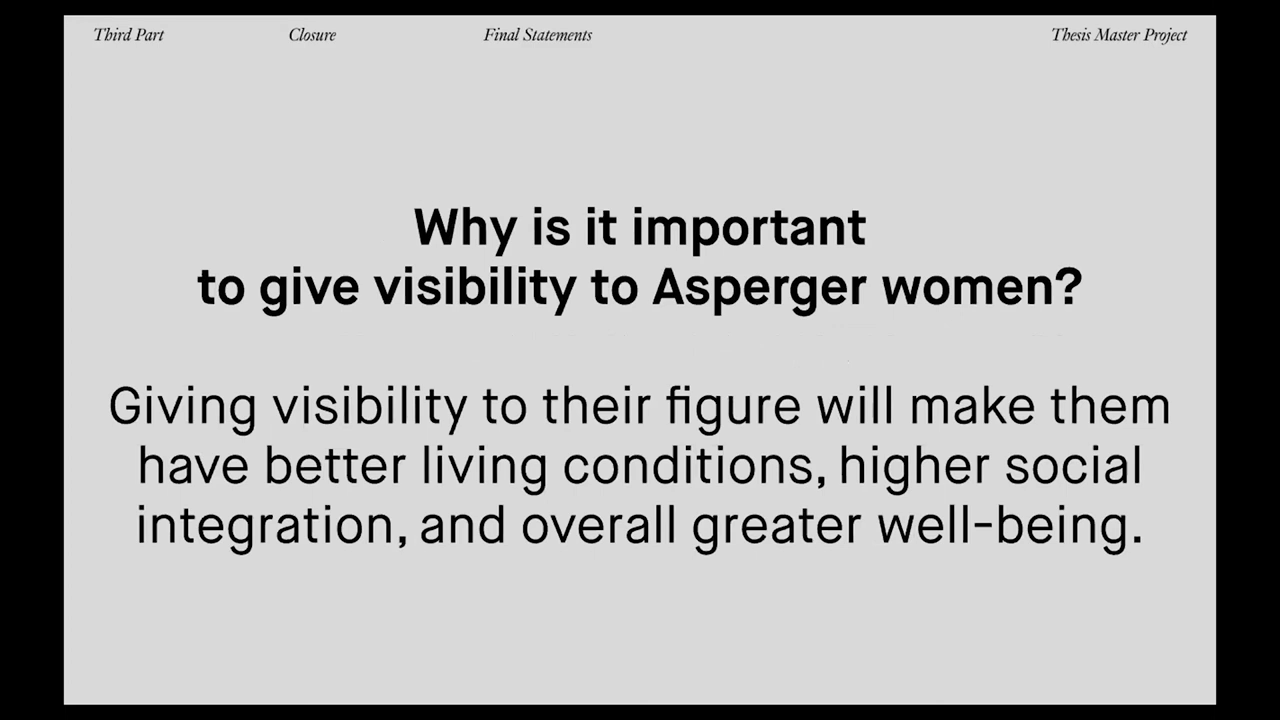 Third Part Closure Final Statements Thesis Master Project
Why is it important
to give visibility to Asperger women?
Giving visibility to their figure will make them
have better living conditions, higher social
integration, and overall greater well-being.